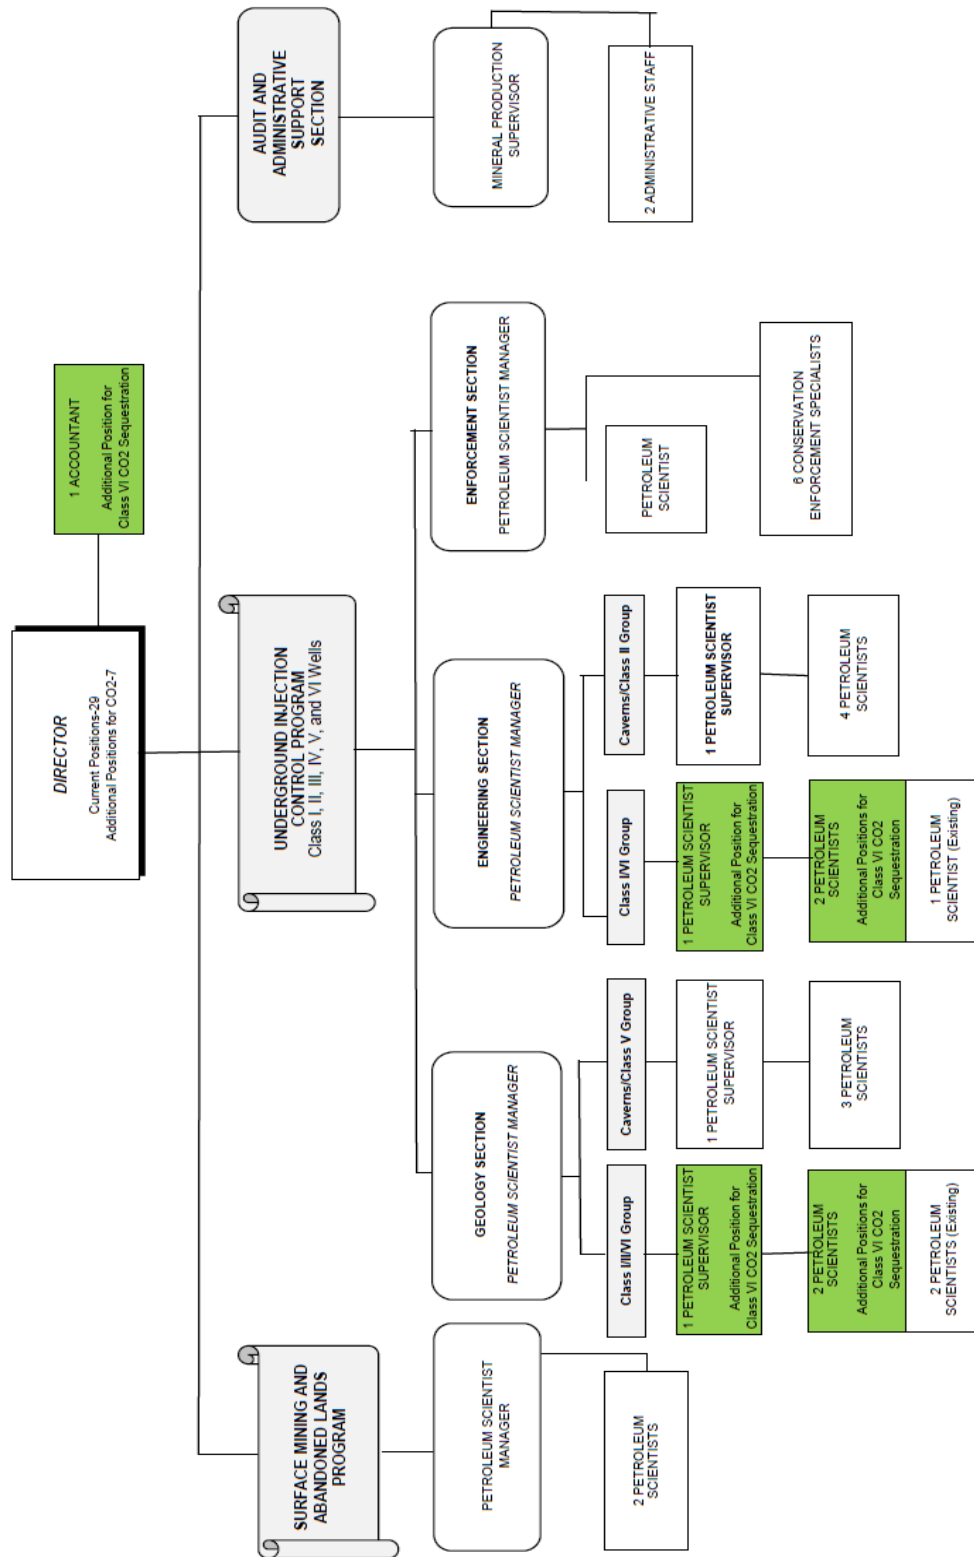 DIRECTOR
Current Positions-29
Additional Positions for CO2-7
1 ACCOUNTANT
Additional Position for
Class VI CO2 Sequestration
SURFACE MINING AND
ABANDONED LANDS
PROGRAM
UNDERGROUND INJECTION
CONTROL PROGRAM
Class I, II, III, IV, V, and VI Wells
AUDIT AND
ADMINISTRATIVE
SUPPORT
SECTION
PETROLEUM SCIENTIST
MANAGER
2 PETROLEUM
SCIENTISTS
GEOLOGY SECTION
PETROLEUM SCIENTIST MANAGER
Class I/II/VI Group
1 PETROLEUM SCIENTIST
SUPERVISOR
Additional Position for
Class VI CO2 Sequestration
2 PETROLEUM
SCIENTISTS
Additional Positions for
Class VI CO2
Sequestration
2 PETROLEUM
SCIENTISTS (Existing)
Caverns/Class V Group
1 PETROLEUM SCIENTIST
SUPERVISOR
3 PETROLEUM
SCIENTISTS
ENGINEERING SECTION
PETROLEUM SCIENTIST MANAGER
Class I/VI Group
1 PETROLEUM SCIENTIST
SUPERVISOR
Additional Position for
Class VI CO2 Sequestration
2 PETROLEUM
SCIENTISTS
Additional Positions for
Class VI CO2
Sequestration
1 PETROLEUM
SCIENTIST (Existing)
Caverns/Class II Group
1 PETROLEUM SCIENTIST
SUPERVISOR
4 PETROLEUM
SCIENTISTS
ENFORCEMENT SECTION
PETROLEUM SCIENTIST MANAGER
PETROLEUM
SCIENTIST
6 CONSERVATION
ENFORCEMENT SPECIALISTS
MINERAL PRODUCTION
SUPERVISOR
2 ADMINISTRATIVE STAFF